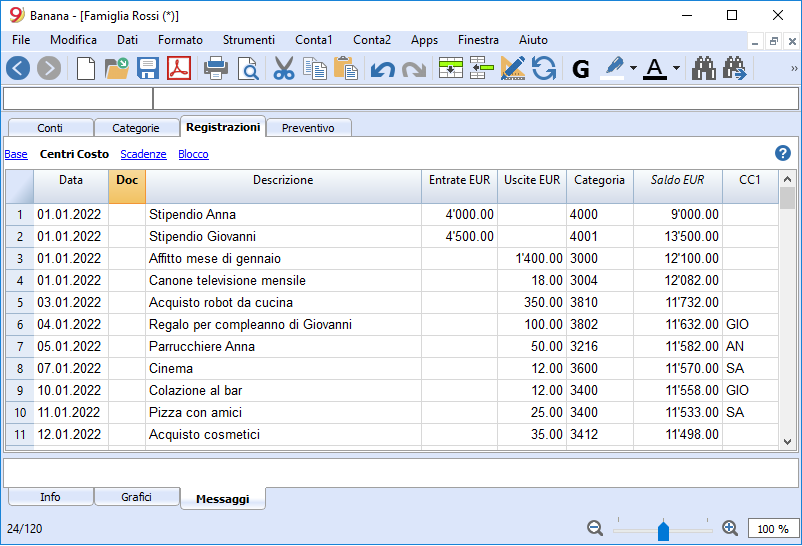 Banana - [Famiglia Rossi (*)]
File Modifica Dati Formato Strumenti Conta1 Conta2 Apps Finestra Aiuto
G A »
Conti Categorie Registrazioni Preventivo
Base Centri Costo Scadenze Blocco ?
Data Doc Descrizione Entrate EUR Uscite EUR Categoria Saldo EUR CC1
1 01.01.2022 Stipendio Anna 4'000.00 4000 9'000.00
2 01.01.2022 Stipendio Giovanni 4'500.00 4001 13'500.00
3 01.01.2022 Affitto mese di gennaio 1'400.00 3000 12'100.00
4 01.01.2022 Canone televisione mensile 18.00 3004 12'082.00
5 03.01.2022 Acquisto robot da cucina 350.00 3810 11'732.00
6 04.01.2022 Regalo per compleanno di Giovanni 100.00 3802 11'632.00 GIO
7 05.01.2022 Parrucchiere Anna 50.00 3216 11'582.00 AN
8 07.01.2022 Cinema 12.00 3600 11'570.00 SA
9 10.01.2022 Colazione al bar 12.00 3400 11'558.00 GIO
10 11.01.2022 Pizza con amici 25.00 3400 11'533.00 SA
11 12.01.2022 Acquisto cosmetici 35.00 3412 11'498.00
Info Grafici Messaggi
24/120 100 %